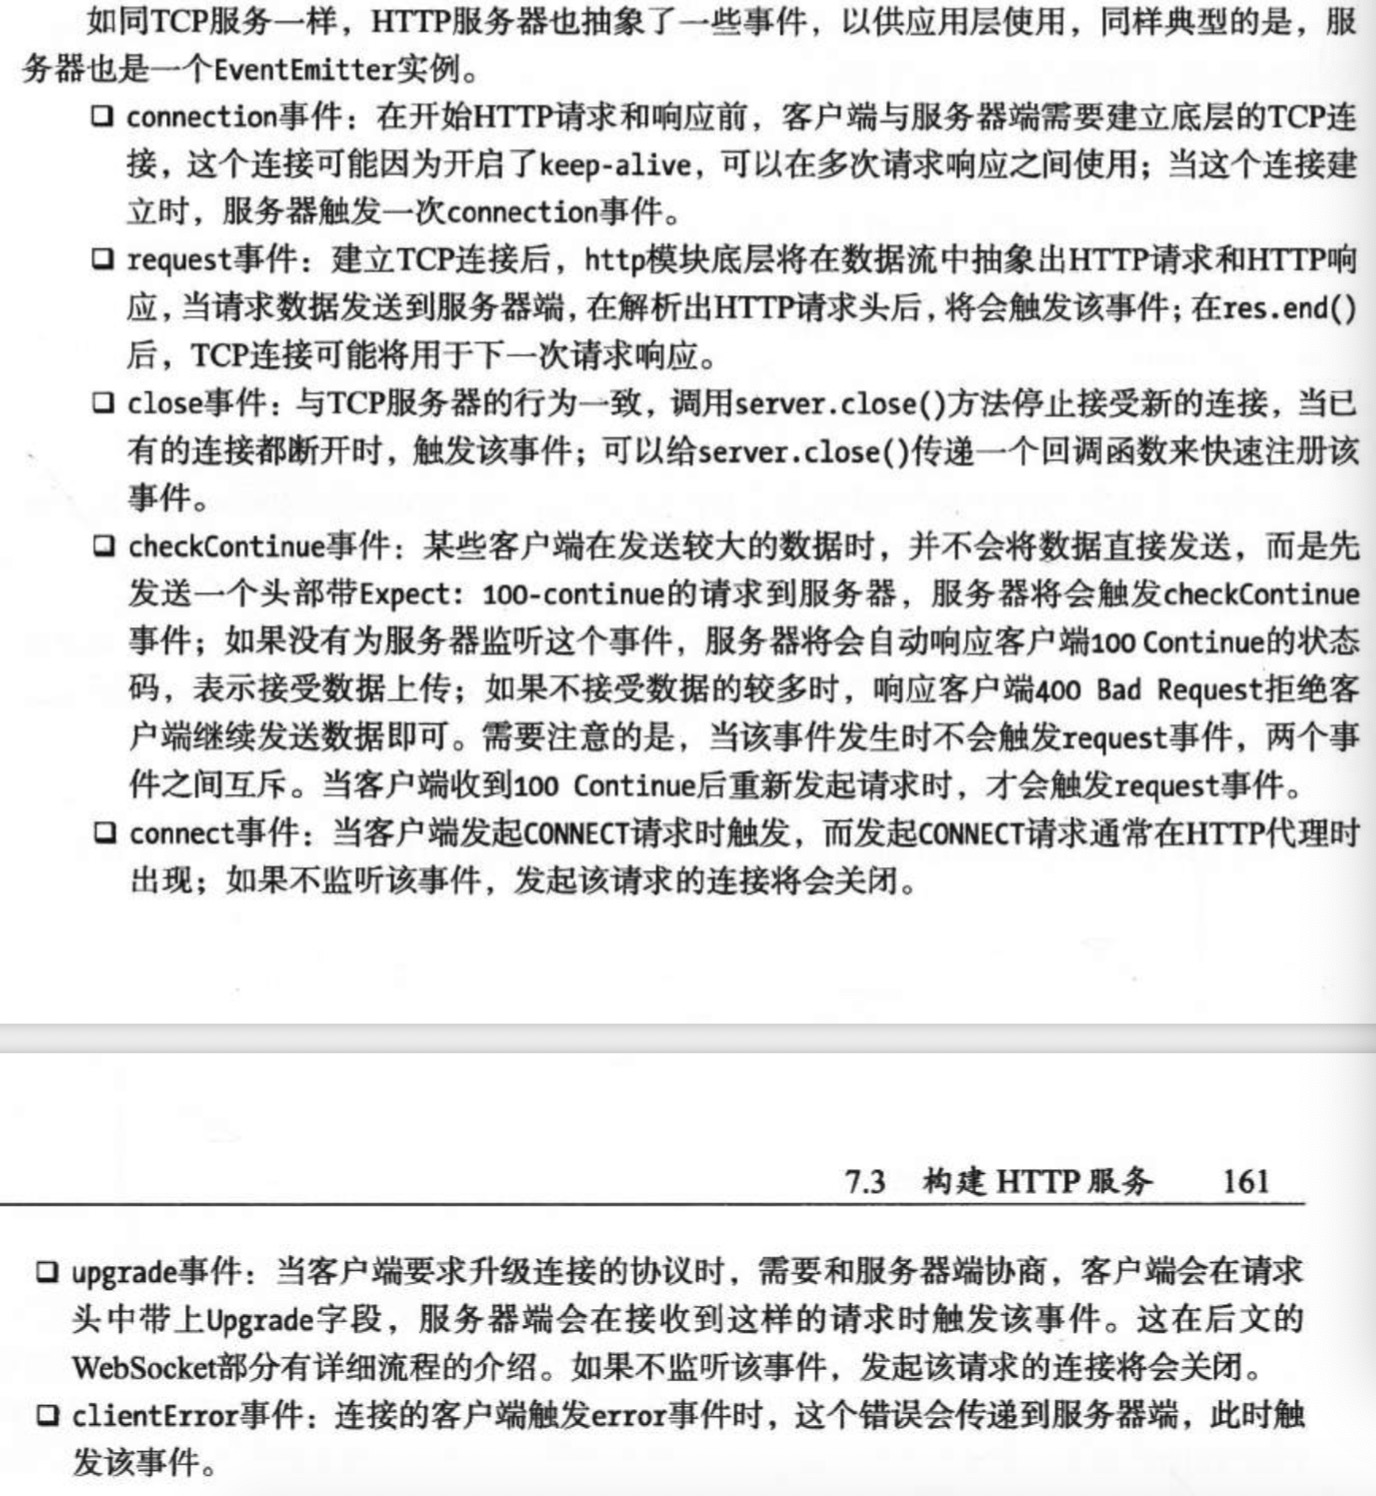 如同TCP服务一样，HTTP服务器也抽象了一些事件，以供应用层使用，同样典型的是，服
务器也是一个EventEmitter实例。
❑ connection事件：在开始HTTP请求和响应前，客户端与服务器端需要建立底层的TCP连
接，这个连接可能因为开启了keep-alive，可以在多次请求响应之间使用；当这个连接建
立时，服务器触发一次connection事件。
❑ request事件：建立TCP连接后，http模块底层将在数据流中抽象出HTTP请求和HTTP响
应，当请求数据发送到服务器端，在解析出HTTP请求头后，将会触发该事件；在res.end()
后，TCP连接可能将用于下一次请求响应。
❑ close事件：与TCP服务器的行为一致，调用server.close()方法停止接受新的连接，当已
有的连接都断开时，触发该事件；可以给server.close()传递一个回调函数来快速注册该
事件。
❑ checkContinue事件：某些客户端在发送较大的数据时，并不会将数据直接发送，而是先
发送一个头部带Expect: 100-continue的请求到服务器，服务器将会触发checkContinue
事件；如果没有为服务器监听这个事件，服务器将会自动响应客户端100 Continue的状态
码，表示接受数据上传；如果不接受数据的较多时，响应客户端400 Bad Request拒绝客
户端继续发送数据即可。需要注意的是，当该事件发生时不会触发request事件，两个事
件之间互斥。当客户端收到100 Continue后重新发起请求时，才会触发request事件。
❑ connect事件：当客户端发起CONNECT请求时触发，而发起CONNECT请求通常在HTTP代理时
出现；如果不监听该事件，发起该请求的连接将会关闭。
7.3 构建 HTTP 服务 161
❑ upgrade事件：当客户端要求升级连接的协议时，需要和服务器端协商，客户端会在请求
头中带上Upgrade字段，服务器端会在接收到这样的请求时触发该事件。这在后文的
WebSocket部分有详细流程的介绍。如果不监听该事件，发起该请求的连接将会关闭。
❑ clientError事件：连接的客户端触发error事件时，这个错误会传递到服务器端，此时触
发该事件。